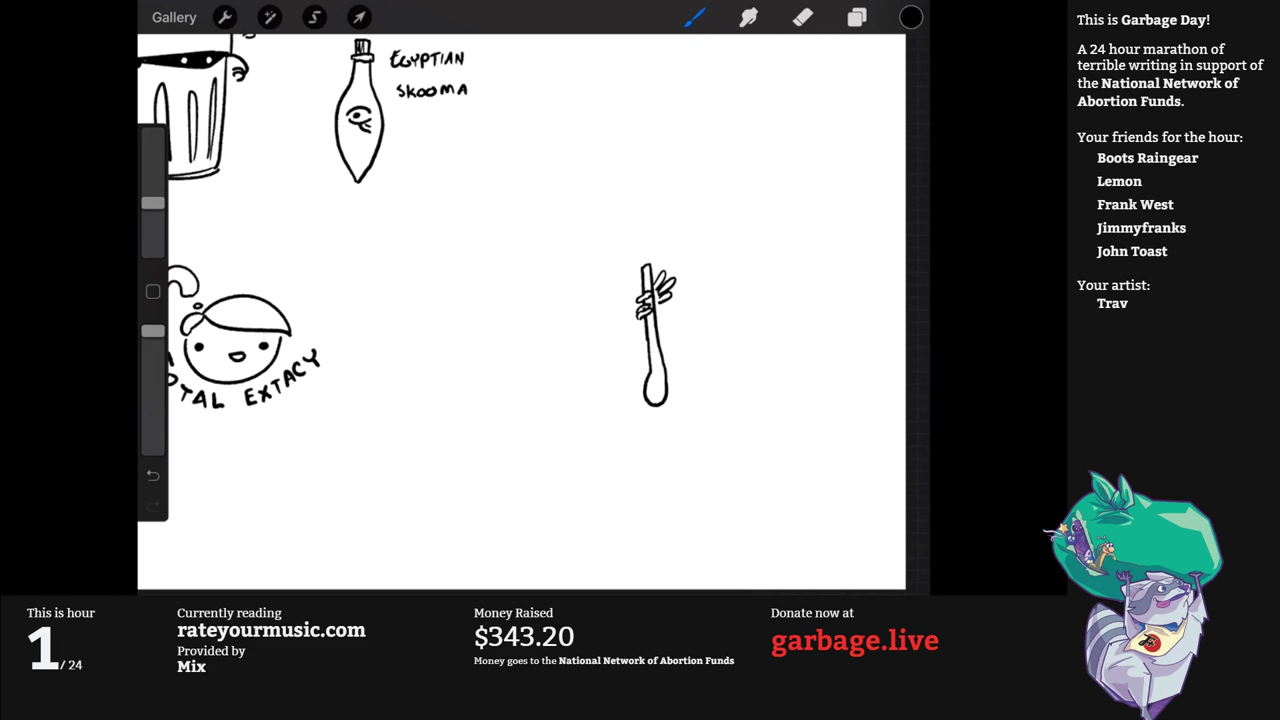 Gallery
EGYPTIAN
SKOOMA
OTAL EXTACY
This is Garbage Day!
A 24 hour marathon of
terrible writing in support of
the National Network of
Abortion Funds.
Your friends for the hour:
Boots Raingear
Lemon
Frank West
Jimmyfranks
John Toast
Your artist:
Trav
This is hour
1 / 24
Currently reading
rateyourmusic.com
Provided by
Mix
Money Raised
$343.20
Money goes to the National Network of Abortion Funds
Donate now at
garbage.live